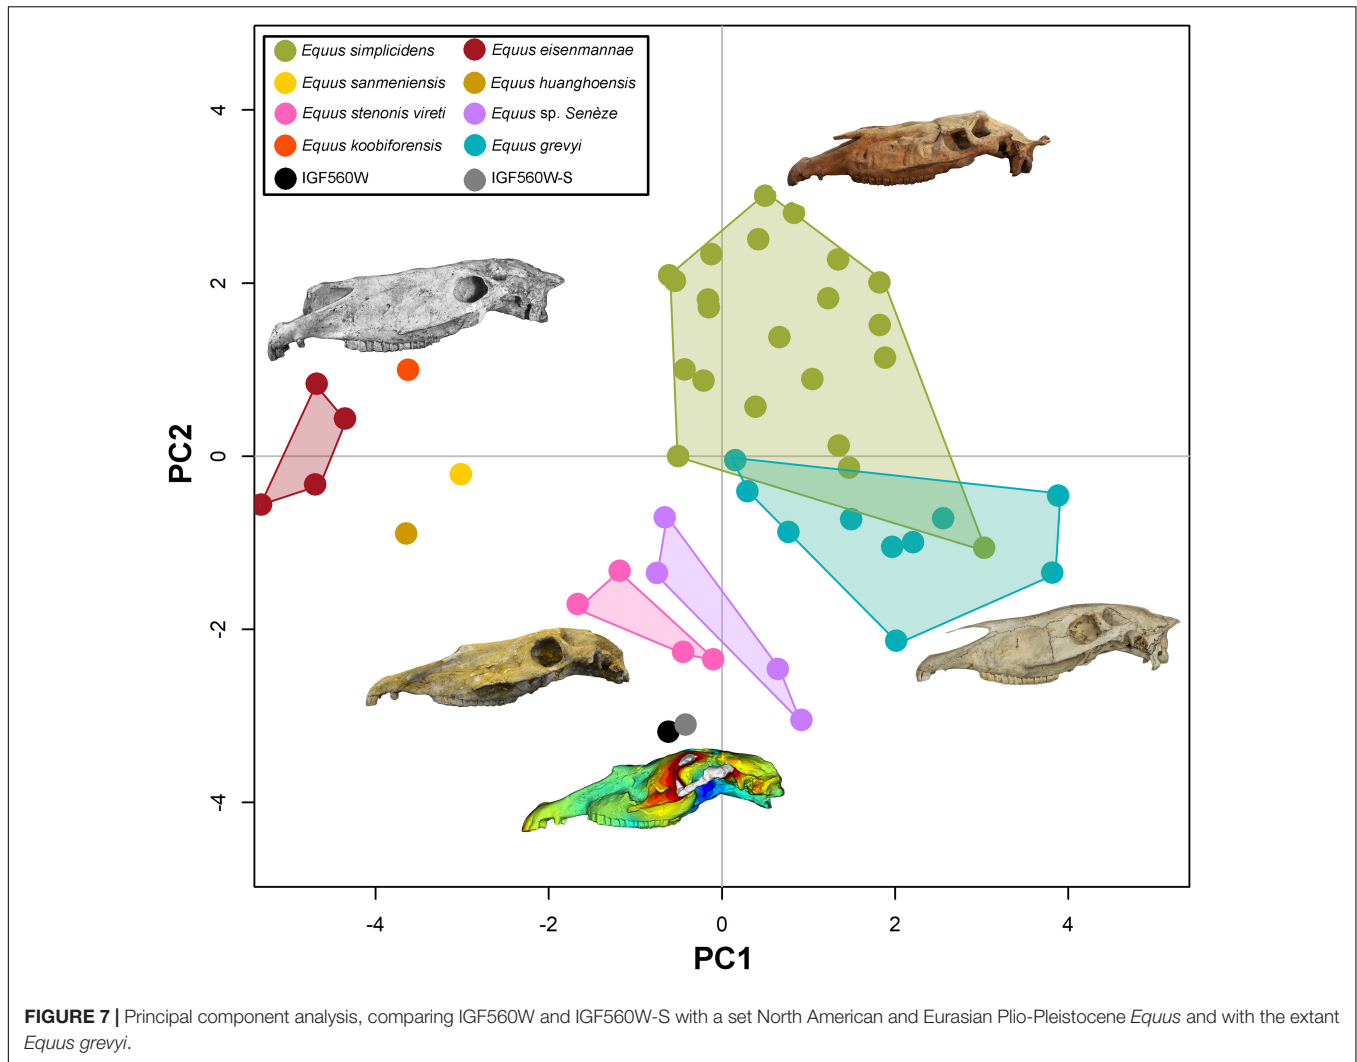 Equus simplicidens
Equus eisenmannae
Equus sanmeniensis
Equus huanghoensis
Equus stenonis vireti
Equus sp. Senèze
Equus koobiforensis
Equus grevyi
IGF560W
IGF560W-S
4
2
0
-2
-4
PC2
-4
-2
0
2
4
PC1
FIGURE 7 | Principal component analysis, comparing IGF560W and IGF560W-S with a set North American and Eurasian Plio-Pleistocene Equus and with the extant
Equus grevyi.